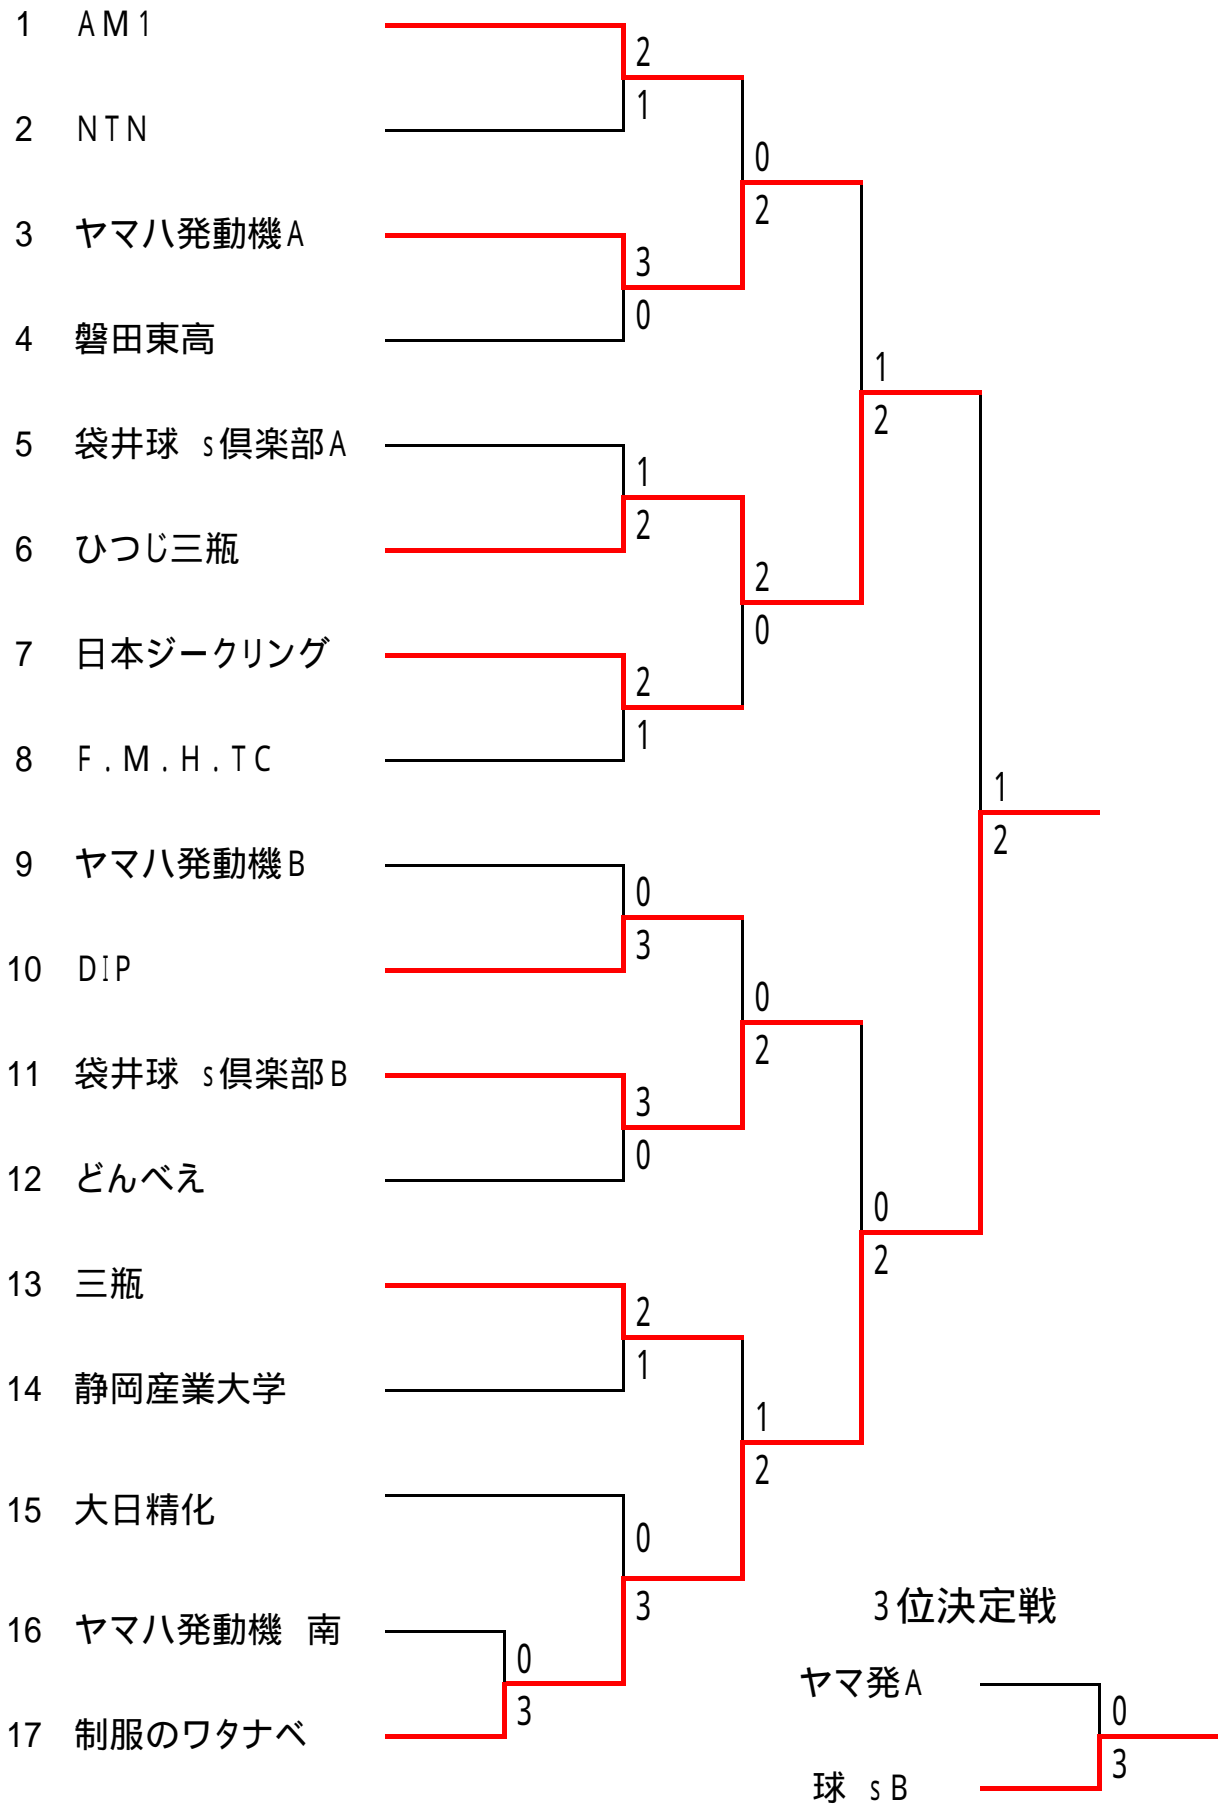 1 AM1
2
1
2 NTN
0
2
3 ヤマハ発動機A
3
0
4 磐田東高
1
2
5 袋井球 s倶楽部A
1
2
6 ひつじ三瓶
2
0
7 日本ジークリング
2
1
8 F.M.H.TC
1
2
9 ヤマハ発動機B
0
3
10 DIP
0
2
11 袋井球 s倶楽部B
3
0
12 どんべえ
0
2
13 三瓶
2
1
14 静岡産業大学
1
2
15 大日精化
0
3
3位決定戦
16 ヤマハ発動機 南
0
3
17 制服のワタナベ
ヤマ発A
0
3
球 sB